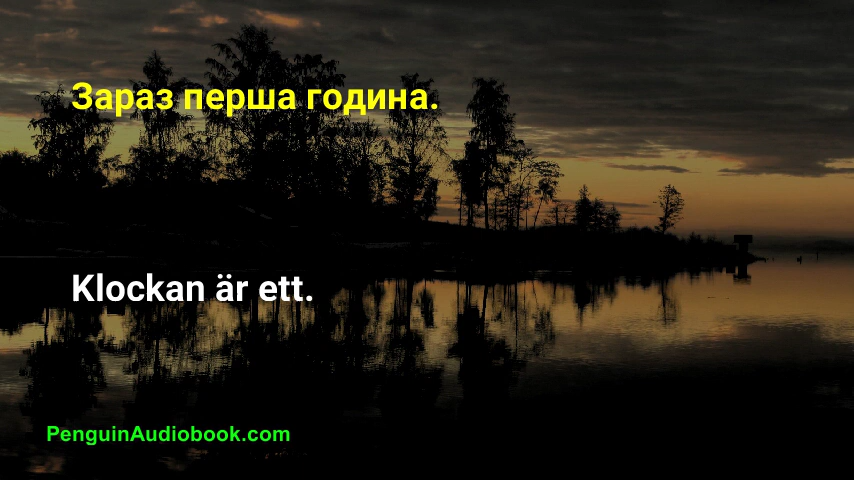 Зараз перша година.
Klockan är ett.
PenguinAudiobook.com